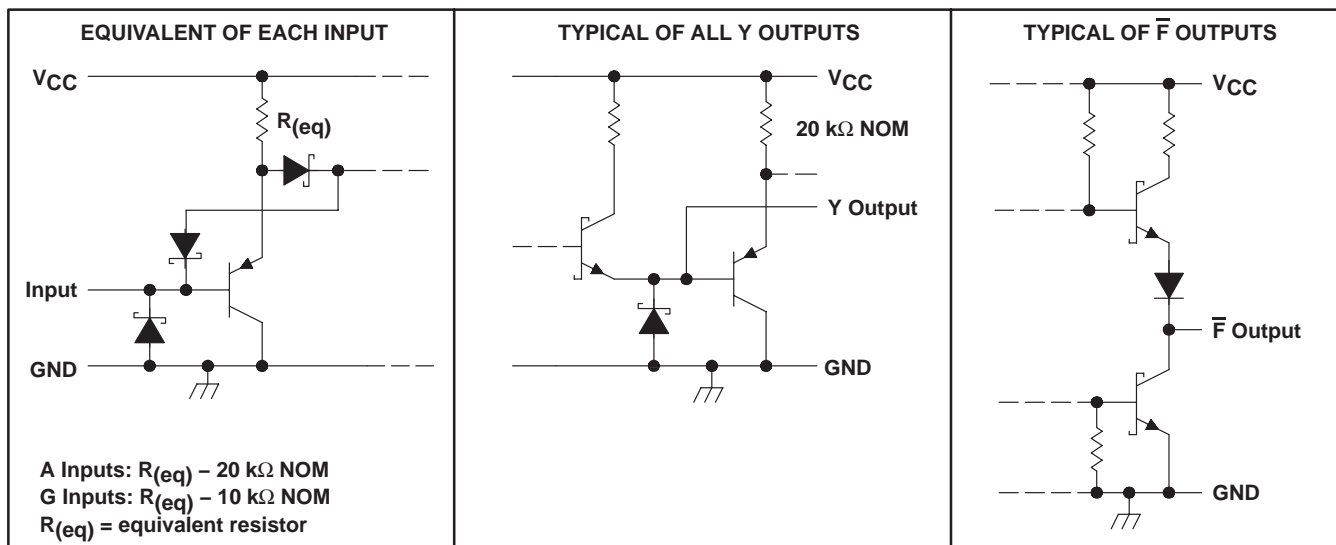 EQUIVALENT OF EACH INPUT
VCC
R(eq)
Input
GND
A Inputs: R(eq) – 20 kΩ NOM
G Inputs: R(eq) – 10 kΩ NOM
R(eq) = equivalent resistor
TYPICAL OF ALL Y OUTPUTS
VCC
20 kΩ NOM
Y Output
GND
TYPICAL OF F̅ OUTPUTS
VCC
F̅ Output
GND